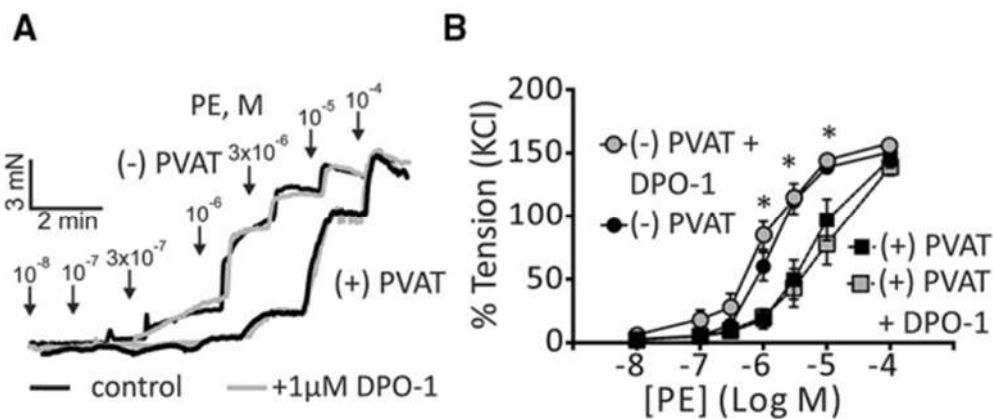 A
PE, M
10⁻⁸
10⁻⁷
3x10⁻⁷
10⁻⁶
3x10⁻⁶
10⁻⁵
10⁻⁴
(-) PVAT
(+) PVAT
3 mN
2 min
control
+1µM DPO-1
B
% Tension (KCl)
200
150
100
50
0
(-) PVAT +
DPO-1
(-) PVAT
* * *
(+) PVAT
(+) PVAT
+ DPO-1
-8 -7 -6 -5 -4
[PE] (Log M)